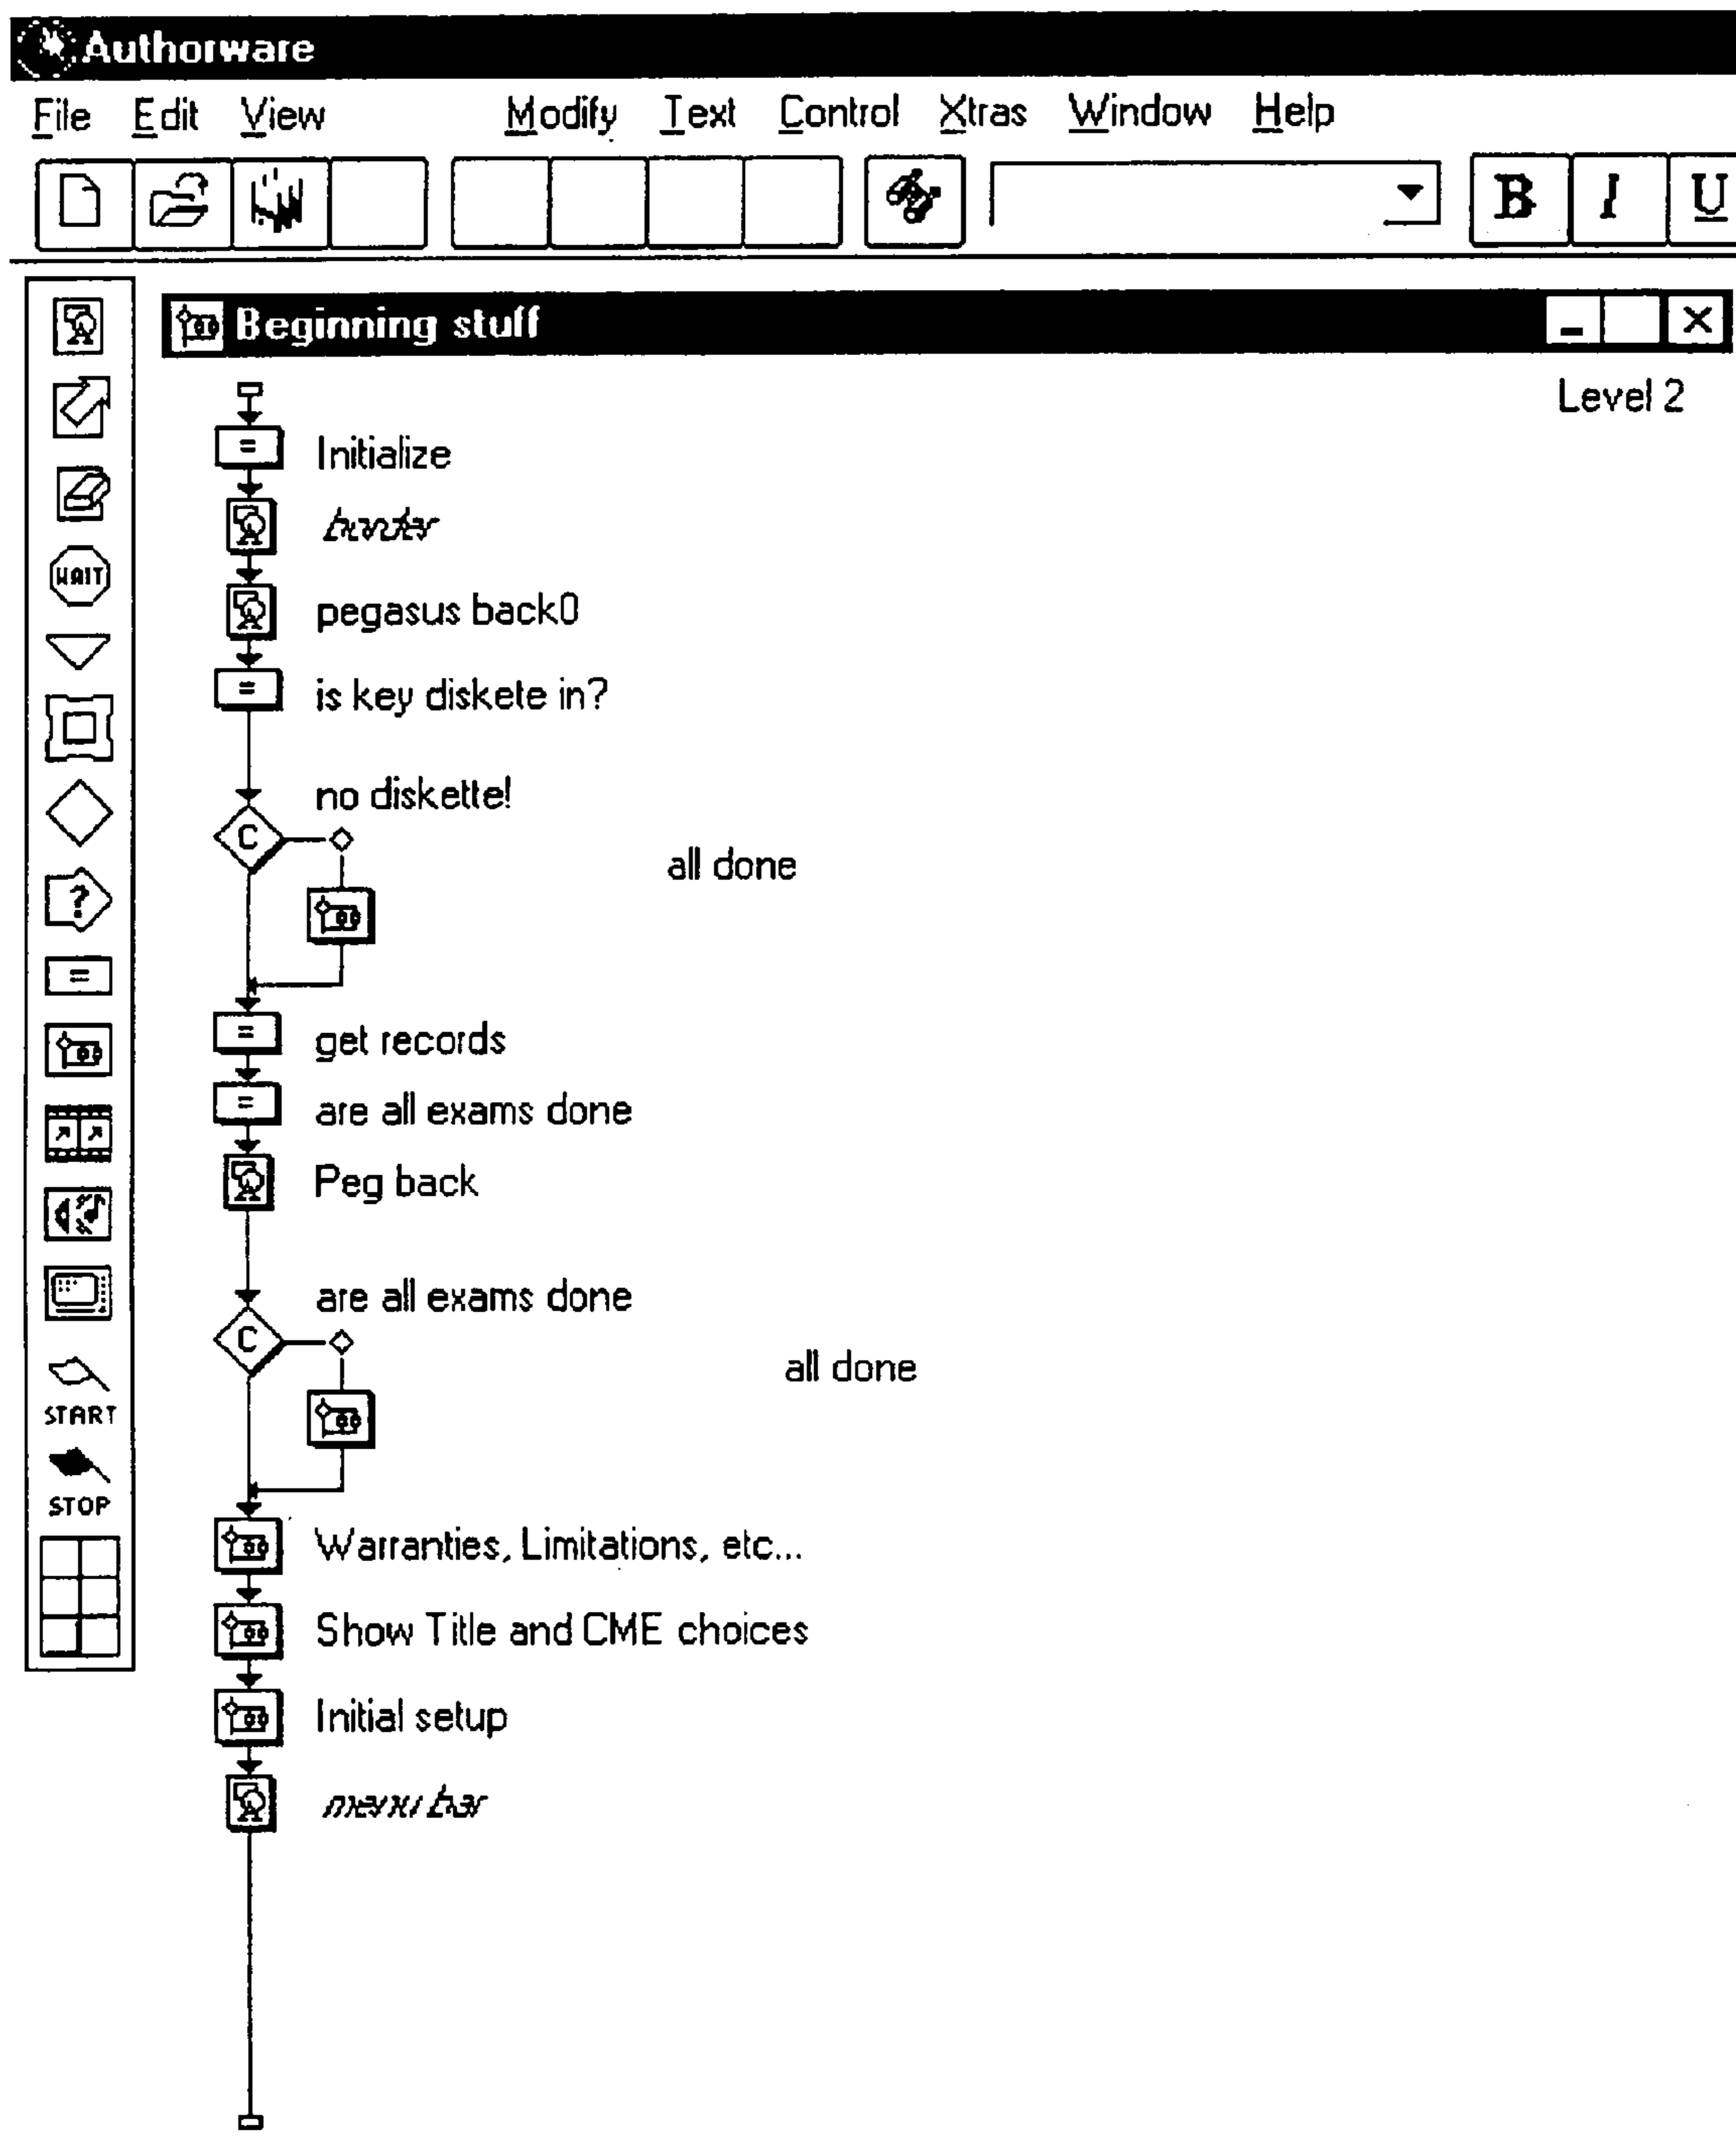 Authorware
File Edit View Modify Text Control Xtras Window Help
B I U
Beginning stuff
Level 2
=
Initialize
WAIT
pegasus back0
=
is key diskete in?
no diskette!
C
all done
?
=
=
get records
=
are all exams done
Peg back
are all exams done
C
all done
START
STOP
Warranties, Limitations, etc...
Show Title and CME choices
Initial setup
menu bar